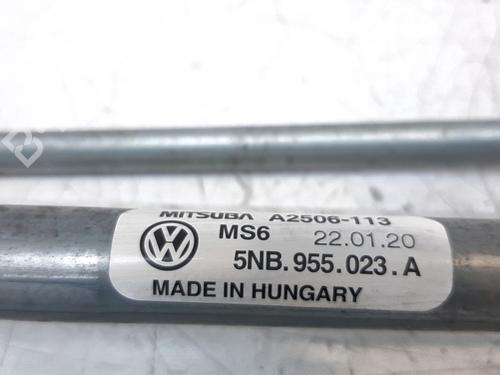 MITSUBA A2506-113
MS6 22.01.20
5NB.955.023.A
MADE IN HUNGARY